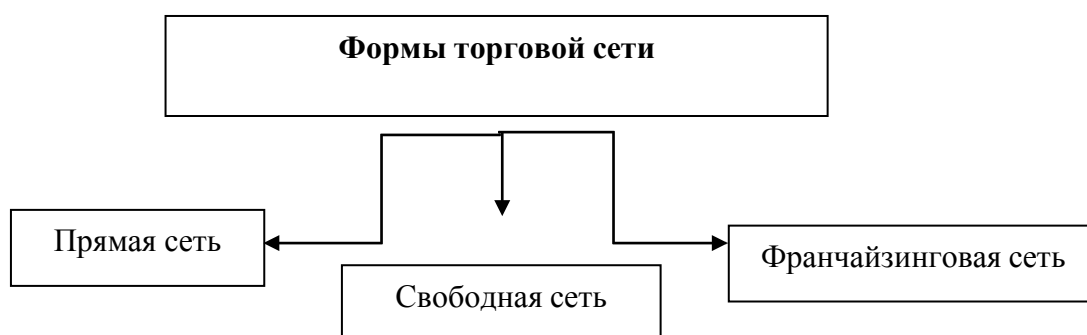 Формы торговой сети
Прямая сеть
Свободная сеть
Франчайзинговая сеть